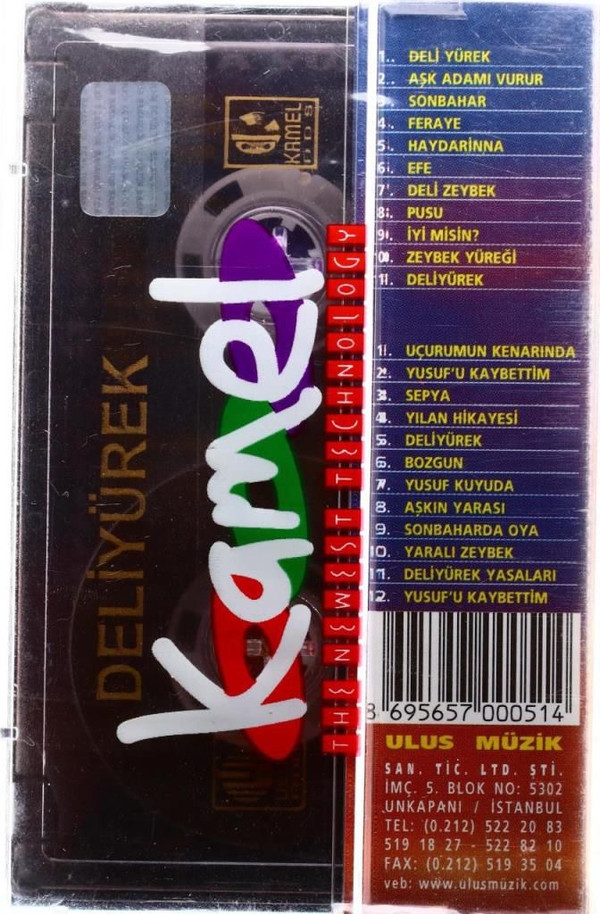 DELİYÜREK
KAMEL
Kamel
THE NEWEST TECHNOLOGY
1. DELİ YÜREK
2. AŞK ADAMI VURUR
3. SONBAHAR
4. FERAYE
5. HAYDARINNA
6. EFE
7. DELİ ZEYBEK
8. PUSU
9. İYİ MİSİN?
10. ZEYBEK YÜREĞİ
11. DELİYÜREK
1. UÇURUMUN KENARINDA
2. YUSUF'U KAYBETTİM
3. SEPYA
4. YILAN HİKAYESİ
5. DELİYÜREK
6. BOZGUN
7. YUSUF KUYUDA
8. AŞKIN YARASI
9. SONBAHARDA OYA
10. YARALI ZEYBEK
11. DELİYÜREK YASALARI
12. YUSUF'U KAYBETTİM
8 695657 000514
ULUS MÜZİK
SAN. TİC. LTD. ŞTİ.
İMÇ. 5. BLOK NO: 5302
UNKAPANI / İSTANBUL
TEL: (0.212) 522 20 83
519 18 27 - 522 82 10
FAX: (0.212) 519 35 04
veb: www.ulusmüzik.com